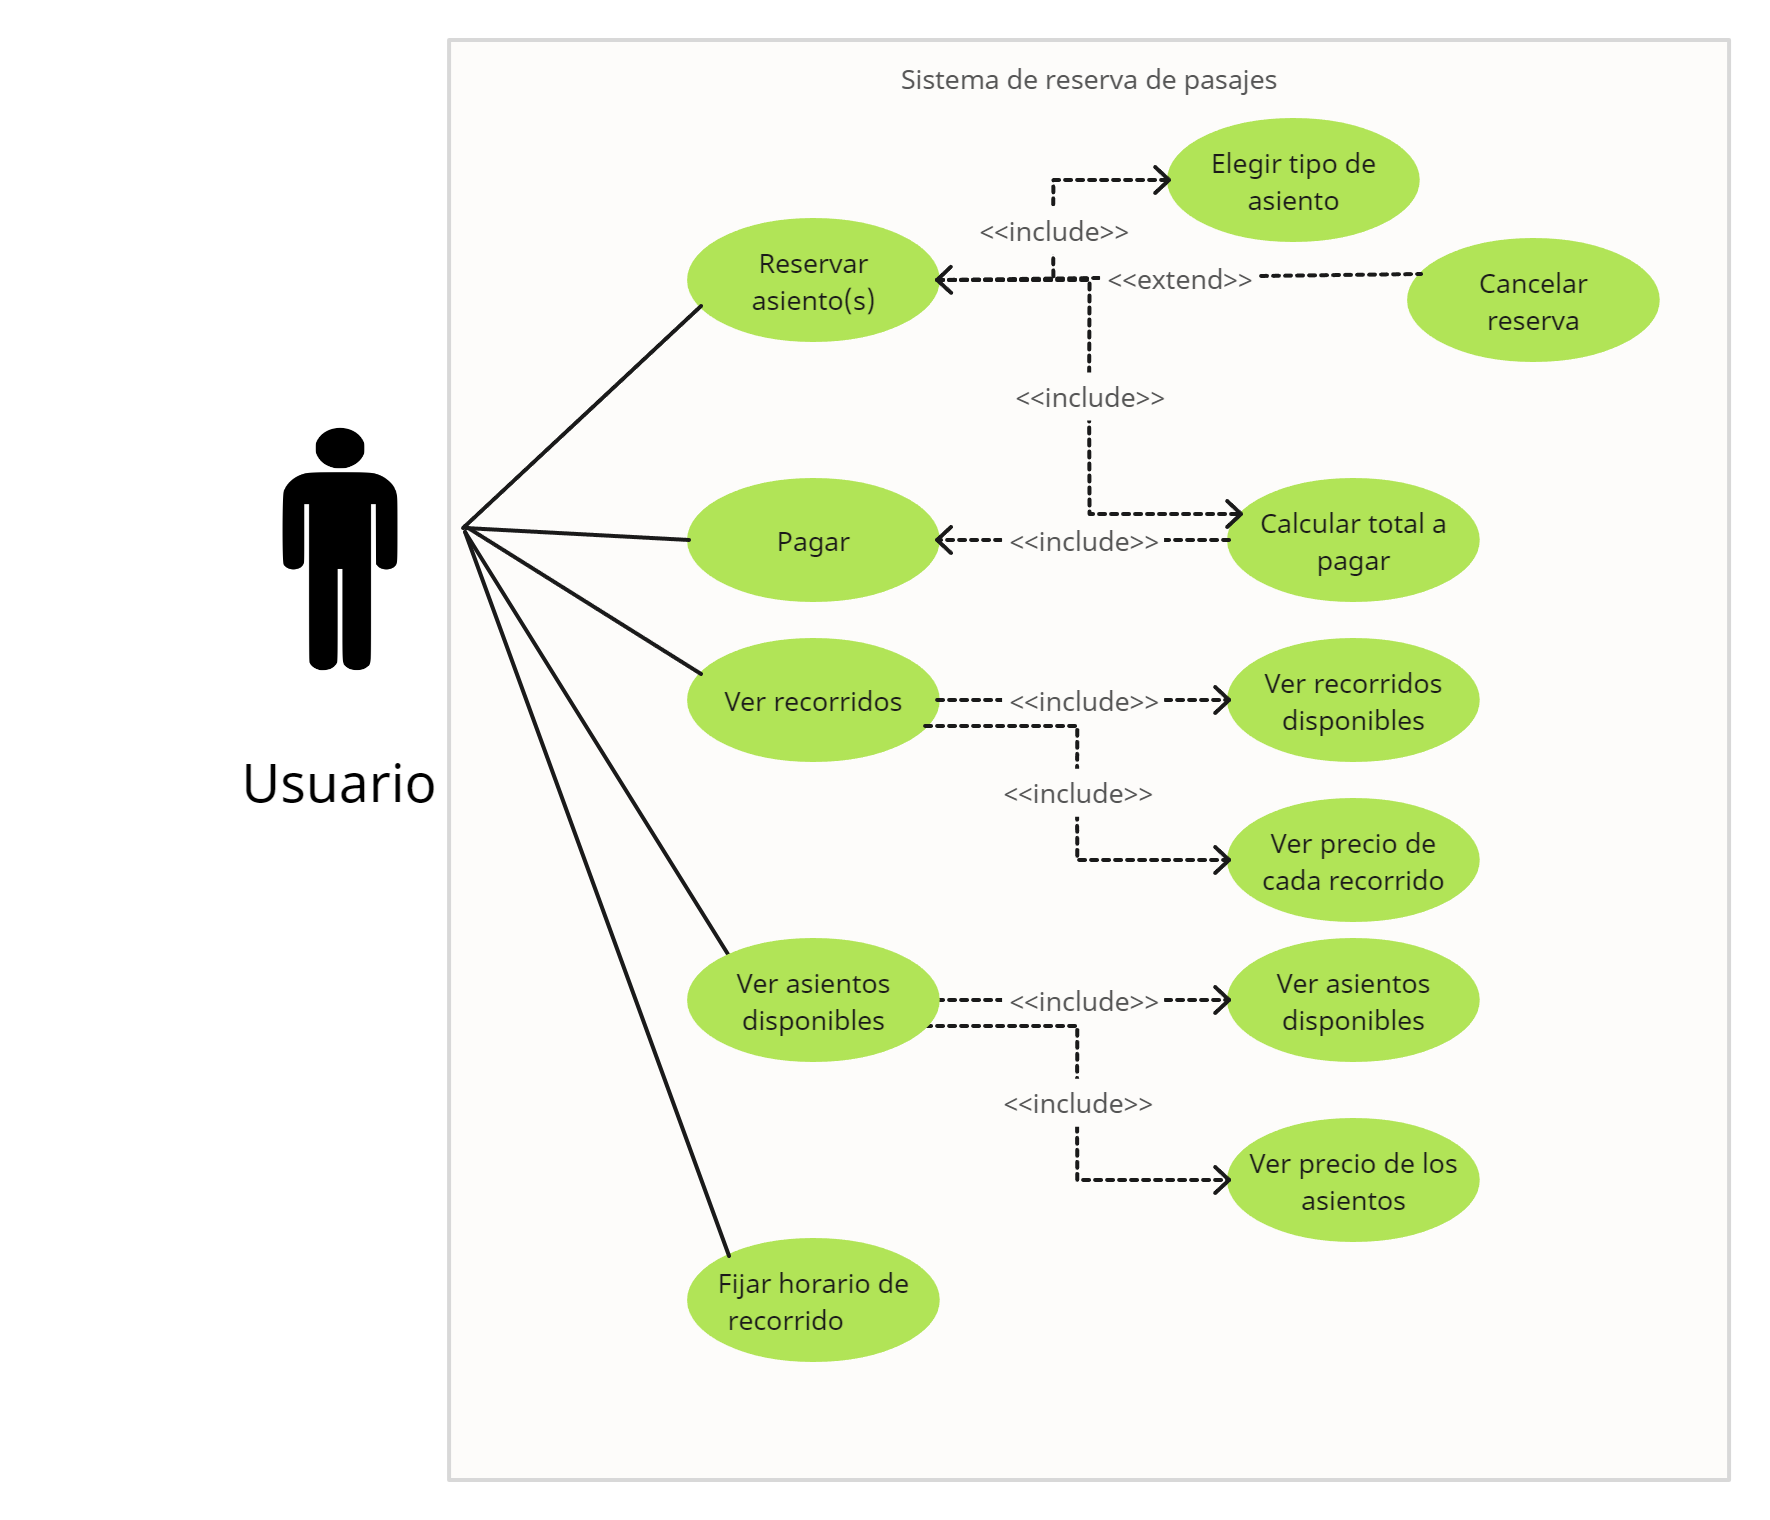 Sistema de reserva de pasajes
Elegir tipo de
asiento
<<include>>
Reservar
asiento(s)
<<extend>>
Cancelar
reserva
<<include>>
Pagar
<<include>>
Calcular total a
pagar
Ver recorridos
<<include>>
Ver recorridos
disponibles
Usuario
<<include>>
Ver precio de
cada recorrido
Ver asientos
disponibles
<<include>>
Ver asientos
disponibles
<<include>>
Ver precio de los
asientos
Fijar horario de
recorrido